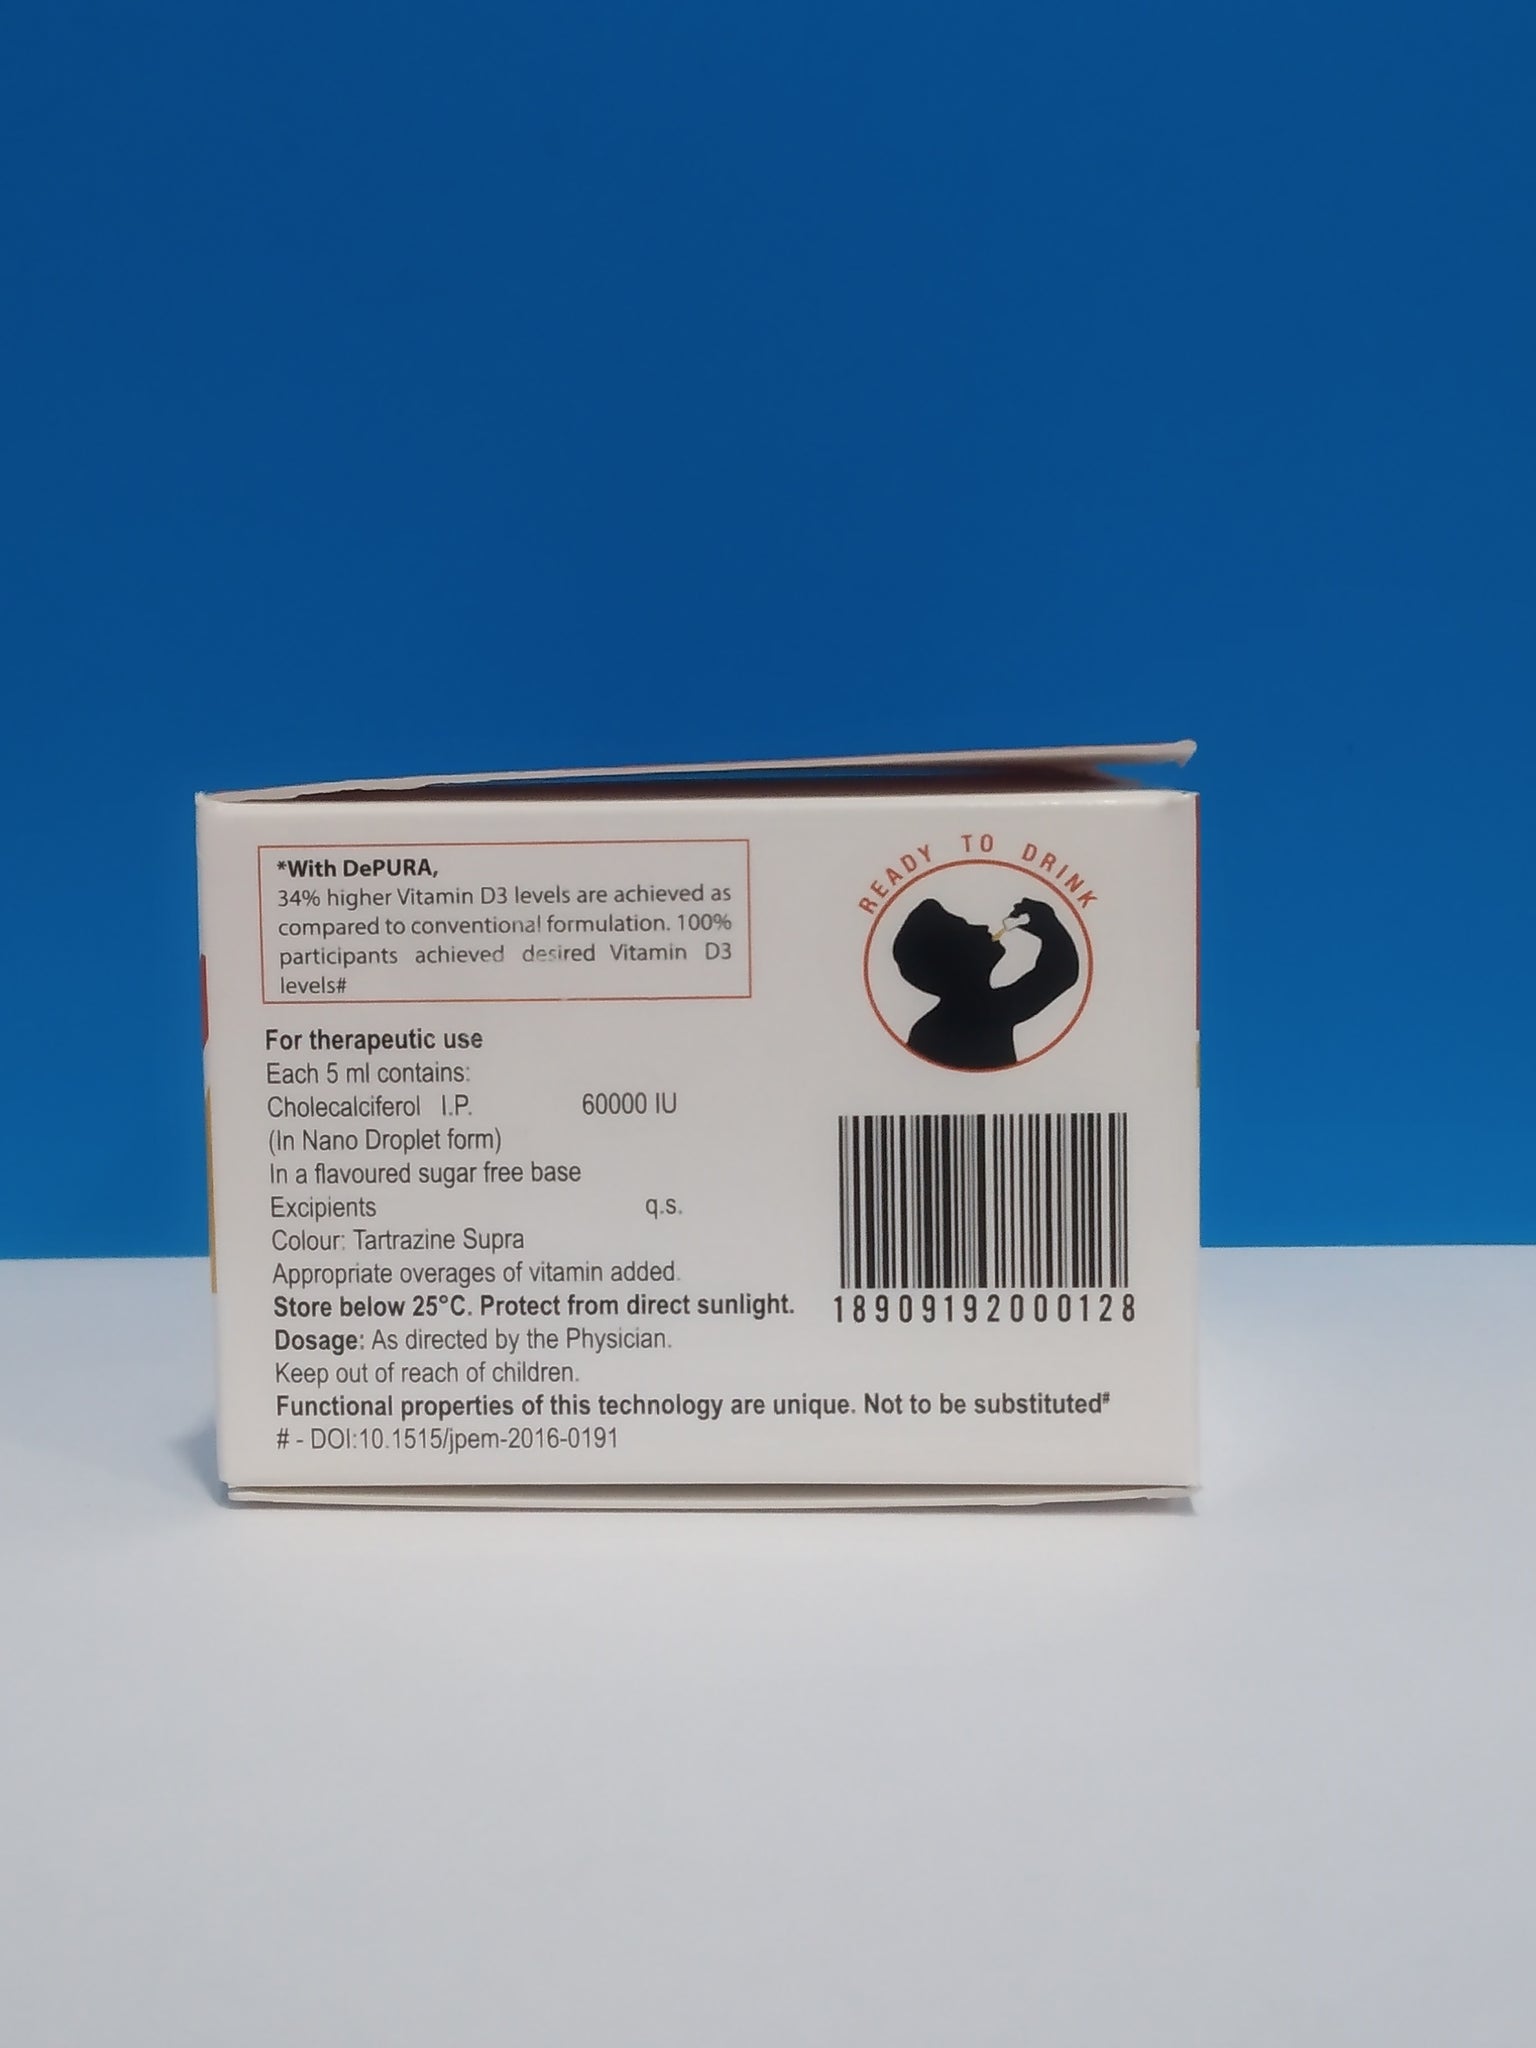 *With DePURA,
34% higher Vitamin D3 levels are achieved as
compared to conventional formulation. 100%
participants achieved desired Vitamin D3
levels#
READY TO DRINK
For therapeutic use
Each 5 ml contains:
Cholecalciferol I.P. 60000 IU
(In Nano Droplet form)
In a flavoured sugar free base
Excipients q.s.
Colour: Tartrazine Supra
Appropriate overages of vitamin added.
Store below 25°C. Protect from direct sunlight.
18909192000128
Dosage: As directed by the Physician.
Keep out of reach of children.
Functional properties of this technology are unique. Not to be substituted#
# - DOI:10.1515/jpem-2016-0191